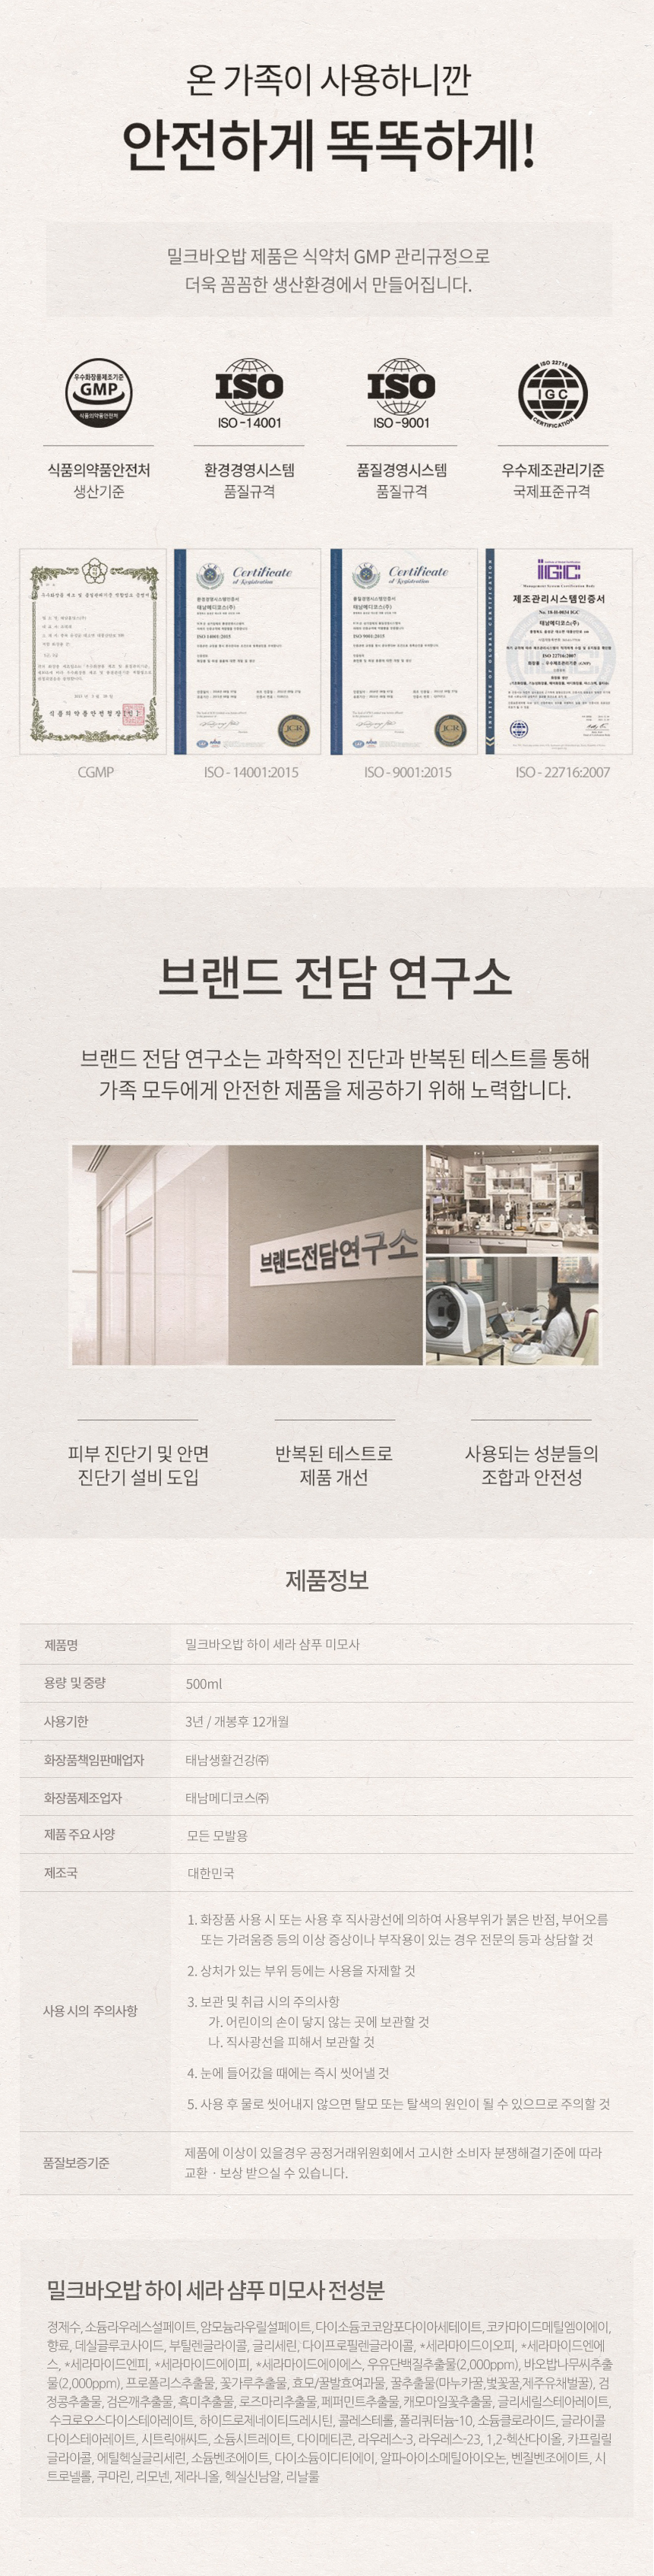 온 가족이 사용하니깐
안전하게 똑똑하게!
밀크바오밥 제품은 식약처 GMP 관리규정으로
더욱 꼼꼼한 생산환경에서 만들어집니다.
우수화장품제조기준
GMP
식품의약품안전처
ISO
ISO-14001
ISO
ISO-9001
ISO 22716
IGC
CERTIFICATION
식품의약품안전처
생산기준
환경경영시스템
품질규격
품질경영시스템
품질규격
우수제조관리기준
국제표준규격
Certificate
of Registration
환경경영시스템인증서
태남메디코스(주)
ISO 14001:2015
Certificate
of Registration
품질경영시스템인증서
태남메디코스(주)
ISO 9001:2015
IGC
제조관리시스템인증서
태남메디코스(주)
ISO 22716:2007
식품의약품안전청장
CGMP
ISO - 14001:2015
ISO - 9001:2015
ISO - 22716:2007
브랜드 전담 연구소
브랜드 전담 연구소는 과학적인 진단과 반복된 테스트를 통해
가족 모두에게 안전한 제품을 제공하기 위해 노력합니다.
브랜드전담연구소
피부 진단기 및 안면
진단기 설비 도입
반복된 테스트로
제품 개선
사용되는 성분들의
조합과 안전성
제품정보
제품명 밀크바오밥 하이 세라 샴푸 미모사
용량 및 중량 500ml
사용기한 3년 / 개봉후 12개월
화장품책임판매업자 태남생활건강㈜
화장품제조업자 태남메디코스㈜
제품 주요 사양 모든 모발용
제조국 대한민국
사용 시의 주의사항
1. 화장품 사용 시 또는 사용 후 직사광선에 의하여 사용부위가 붉은 반점, 부어오름
또는 가려움증 등의 이상 증상이나 부작용이 있는 경우 전문의 등과 상담할 것
2. 상처가 있는 부위 등에는 사용을 자제할 것
3. 보관 및 취급 시의 주의사항
가. 어린이의 손이 닿지 않는 곳에 보관할 것
나. 직사광선을 피해서 보관할 것
4. 눈에 들어갔을 때에는 즉시 씻어낼 것
5. 사용 후 물로 씻어내지 않으면 탈모 또는 탈색의 원인이 될 수 있으므로 주의할 것
품질보증기준
제품에 이상이 있을경우 공정거래위원회에서 고시한 소비자 분쟁해결기준에 따라
교환 · 보상 받으실 수 있습니다.
밀크바오밥 하이 세라 샴푸 미모사 전성분
정제수, 소듐라우레스설페이트, 암모늄라우릴설페이트, 다이소듐코코암포다이아세테이트, 코카마이드메틸엠이에이,
향료, 데실글루코사이드, 부틸렌글라이콜, 글리세린, 다이프로필렌글라이콜, *세라마이드이오피, *세라마이드엔에
스, *세라마이드엔피, *세라마이드에이피, *세라마이드에이에스, 우유단백질추출물(2,000ppm), 바오밥나무씨추출
물(2,000ppm), 프로폴리스추출물, 꽃가루추출물, 효모/꿀발효여과물, 꿀추출물(마누카꿀,벚꽃꿀,제주유채벌꿀), 검
정콩추출물, 검은깨추출물, 흑미추출물, 로즈마리추출물, 페퍼민트추출물, 캐모마일꽃추출물, 글리세릴스테아레이트,
수크로오스다이스테아레이트, 하이드로제네이티드레시틴, 콜레스테롤, 폴리쿼터늄-10, 소듐클로라이드, 글라이콜
다이스테아레이트, 시트릭애씨드, 소듐시트레이트, 다이메티콘, 라우레스-3, 라우레스-23, 1,2-헥산다이올, 카프릴릴
글라이콜, 에틸헥실글리세린, 소듐벤조에이트, 다이소듐이디티에이, 알파-아이소메틸아이오논, 벤질벤조에이트, 시
트로넬롤, 쿠마린, 리모넨, 제라니올, 헥실신남알, 리날룰